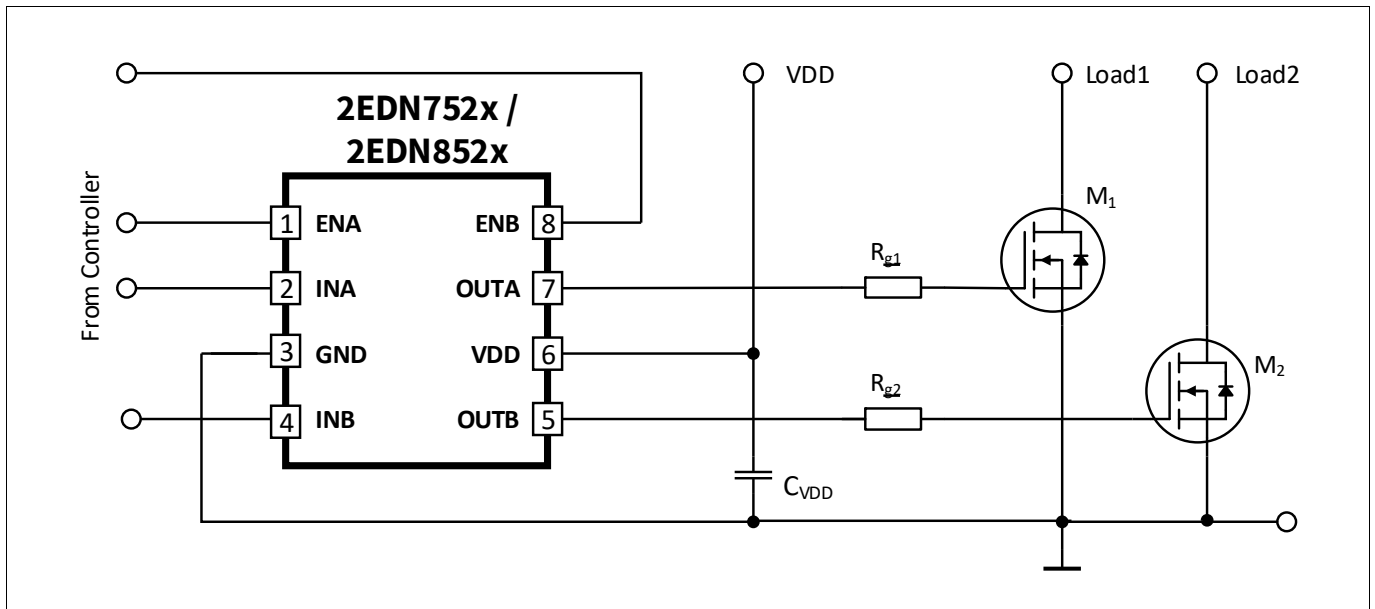 VDD
Load1
Load2
2EDN752x /
2EDN852x
From Controller
M1
1 ENA ENB 8
Rg1
2 INA OUTA 7
3 GND VDD 6
M2
Rg2
4 INB OUTB 5
CVDD